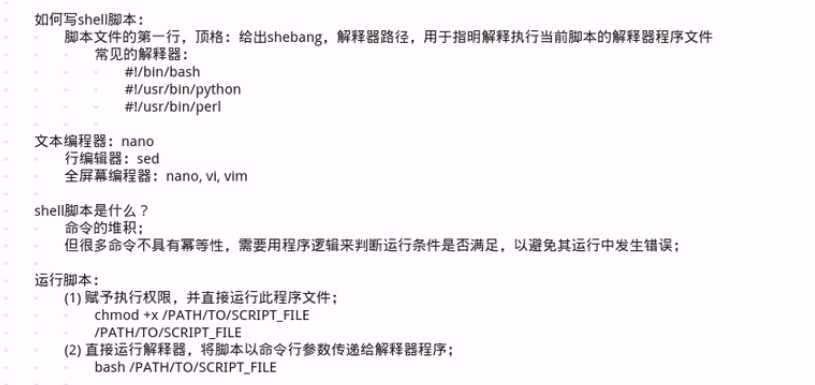 如何写shell脚本：
脚本文件的第一行，顶格：给出shebang，解释器路径，用于指明解释执行当前脚本的解释器程序文件
常见的解释器：
#!/bin/bash
#!/usr/bin/python
#!/usr/bin/perl
文本编程器：nano
行编辑器：sed
全屏幕编程器：nano, vi, vim
shell脚本是什么？
命令的堆积；
但很多命令不具有幂等性，需要用程序逻辑来判断运行条件是否满足，以避免其运行中发生错误；
运行脚本：
(1) 赋予执行权限，并直接运行此程序文件；
chmod +x /PATH/TO/SCRIPT_FILE
/PATH/TO/SCRIPT_FILE
(2) 直接运行解释器，将脚本以命令行参数传递给解释器程序；
bash /PATH/TO/SCRIPT_FILE